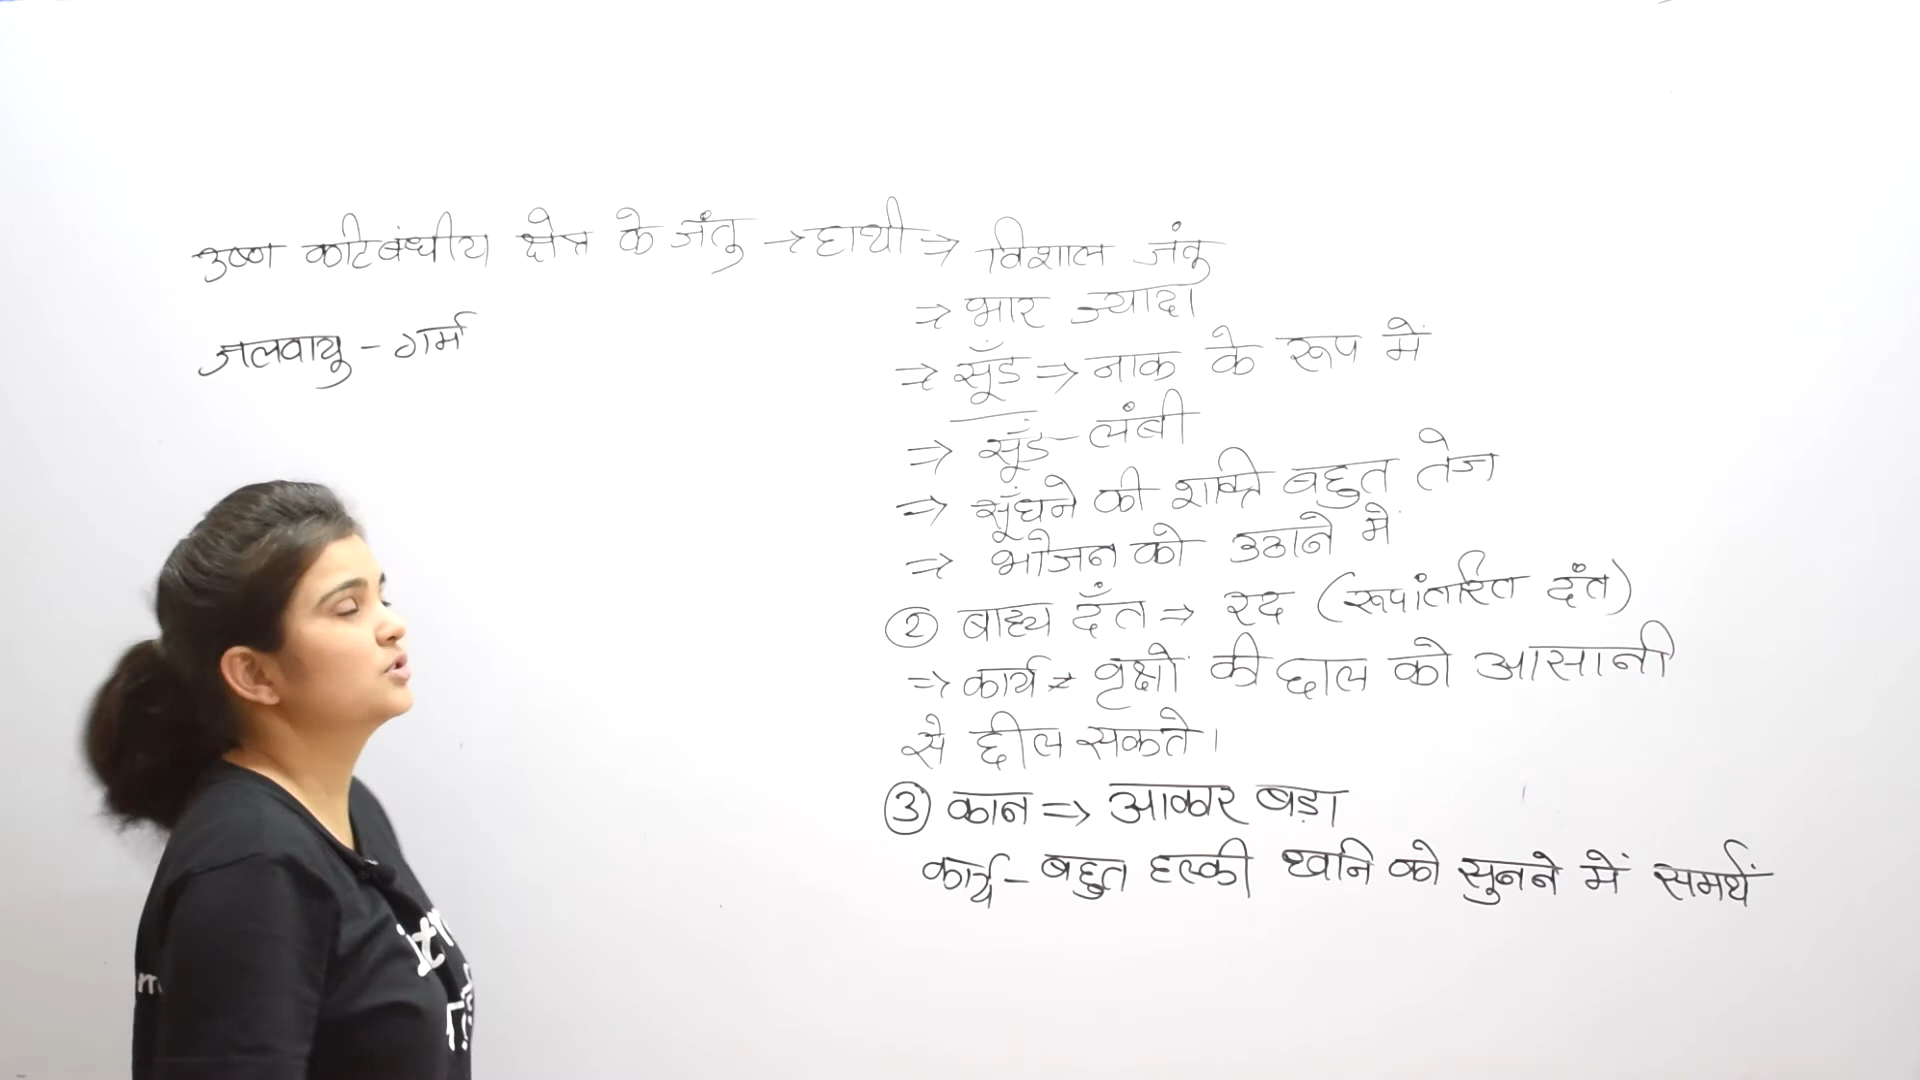 उष्ण कटिबंधीय क्षेत्र के जंतु → हाथी ⇒ विशाल जंतु
⇒ भार ज्यादा
जलवायु - गर्म
⇒ सूँड ⇒ नाक के रूप में
⇒ सूँड - लंबी
⇒ सूँघने की शक्ति बहुत तेज
⇒ भोजन को उठाने में
② बाह्य दँत ⇒ रद (रूपांतरित दँत)
⇒ कार्य = वृक्षों की छाल को आसानी
से छील सकते।
③ कान ⇒ आकार बड़ा
कार्य - बहुत हल्की ध्वनि को सुनने में समर्थ